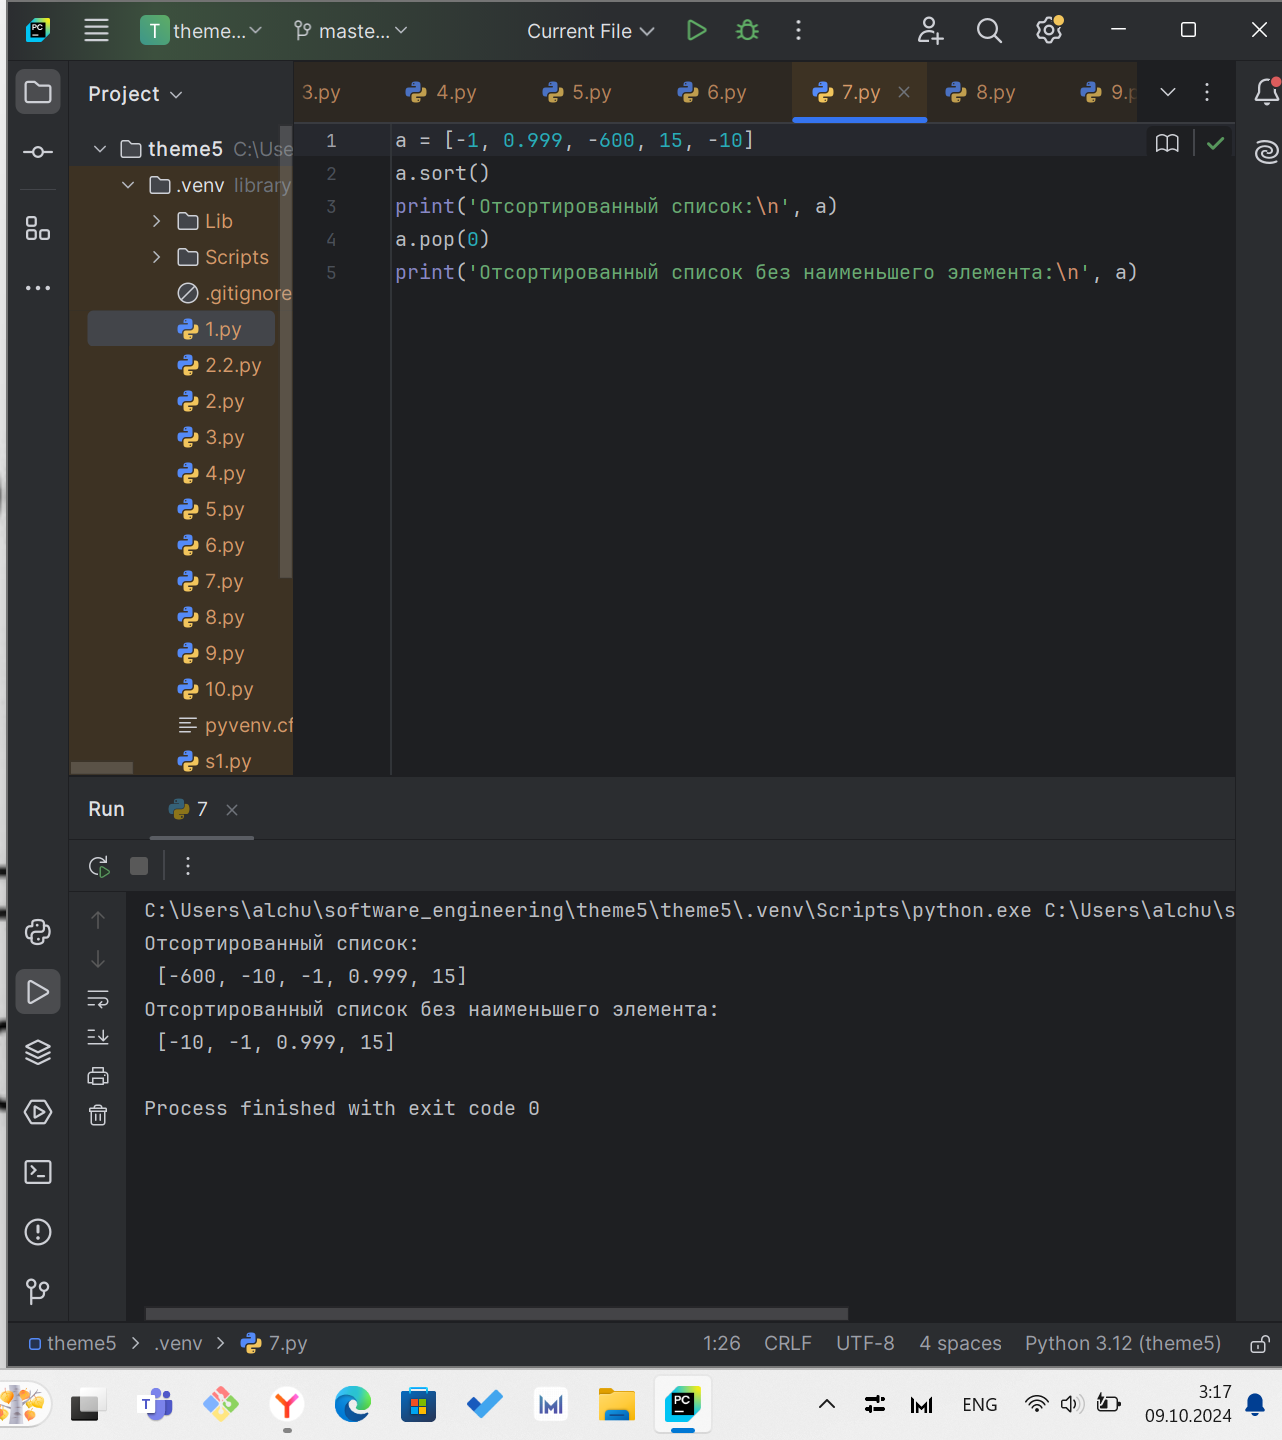 T theme... master...
Current File
Project
3.py 4.py 5.py 6.py 7.py 8.py 9.p
theme5 C:\Use
.venv library
Lib
Scripts
.gitignore
1.py
2.2.py
2.py
3.py
4.py
5.py
6.py
7.py
8.py
9.py
10.py
pyvenv.cf
s1.py
1 a = [-1, 0.999, -600, 15, -10]
2 a.sort()
3 print('Отсортированный список:\n', a)
4 a.pop(0)
5 print('Отсортированный список без наименьшего элемента:\n', a)
Run 7
C:\Users\alchu\software_engineering\theme5\theme5\.venv\Scripts\python.exe C:\Users\alchu\s
Отсортированный список:
[-600, -10, -1, 0.999, 15]
Отсортированный список без наименьшего элемента:
[-10, -1, 0.999, 15]
Process finished with exit code 0
theme5 > .venv > 7.py 1:26 CRLF UTF-8 4 spaces Python 3.12 (theme5)
ENG
3:17
09.10.2024